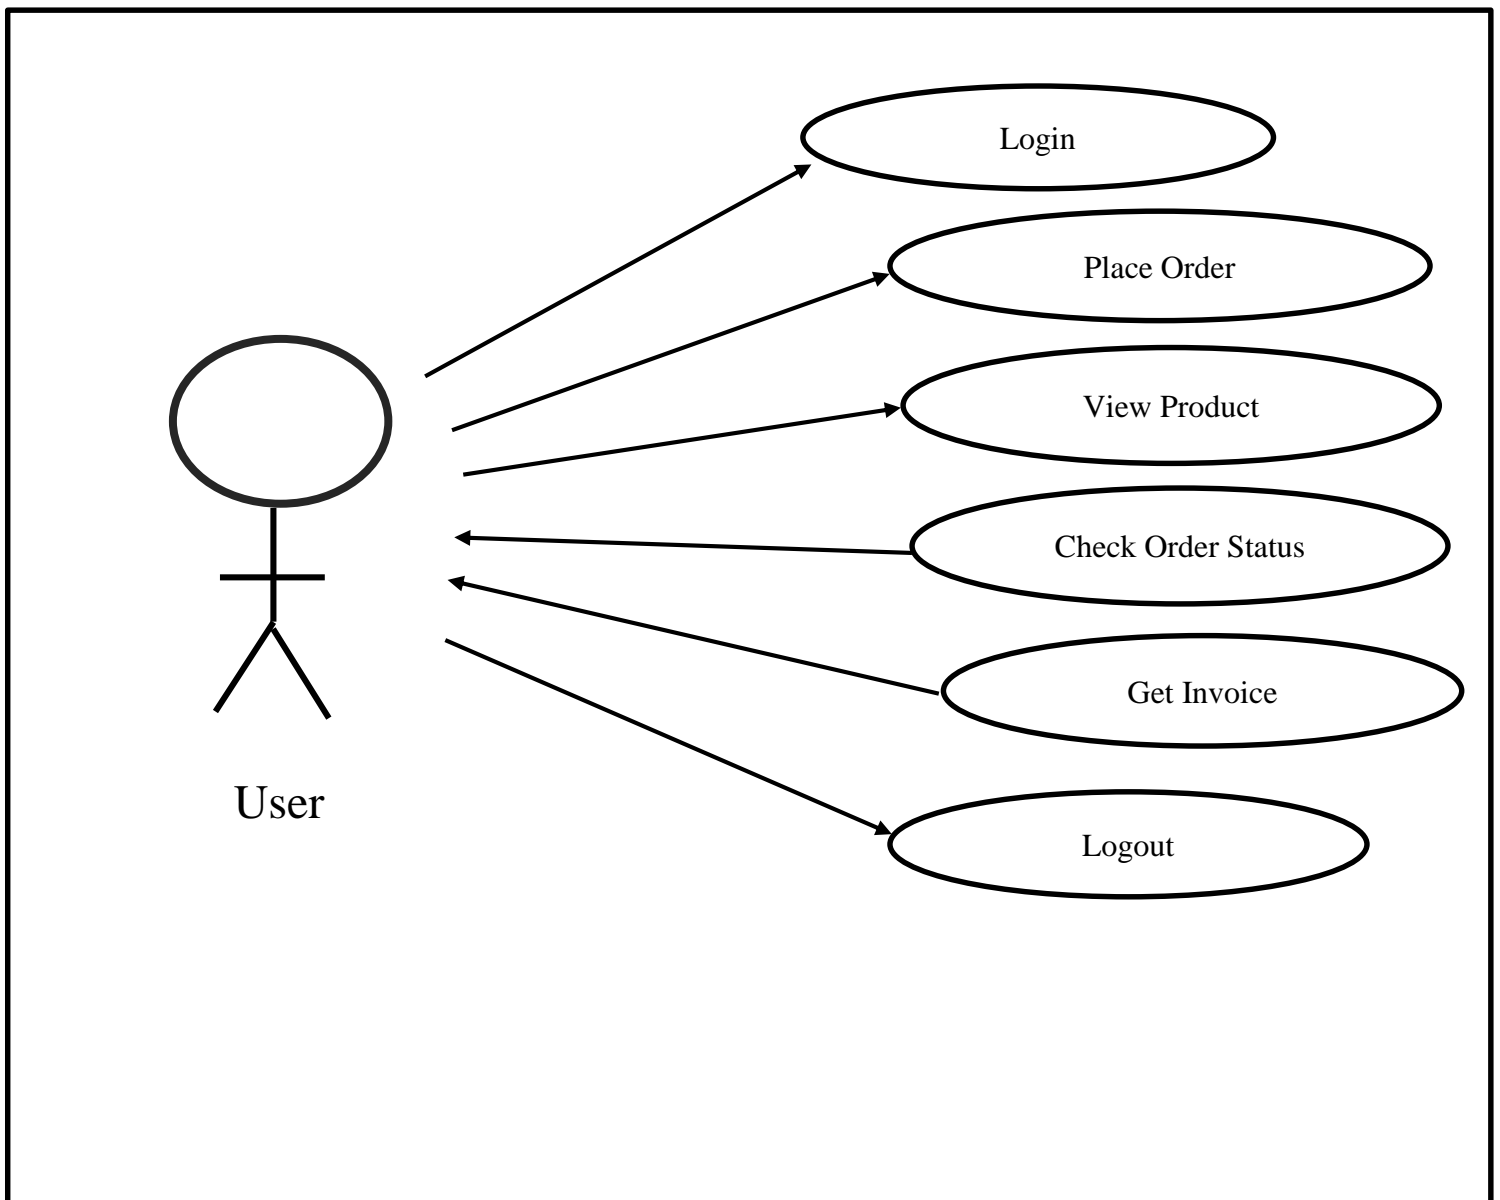 Login
Place Order
View Product
Check Order Status
Get Invoice
User
Logout